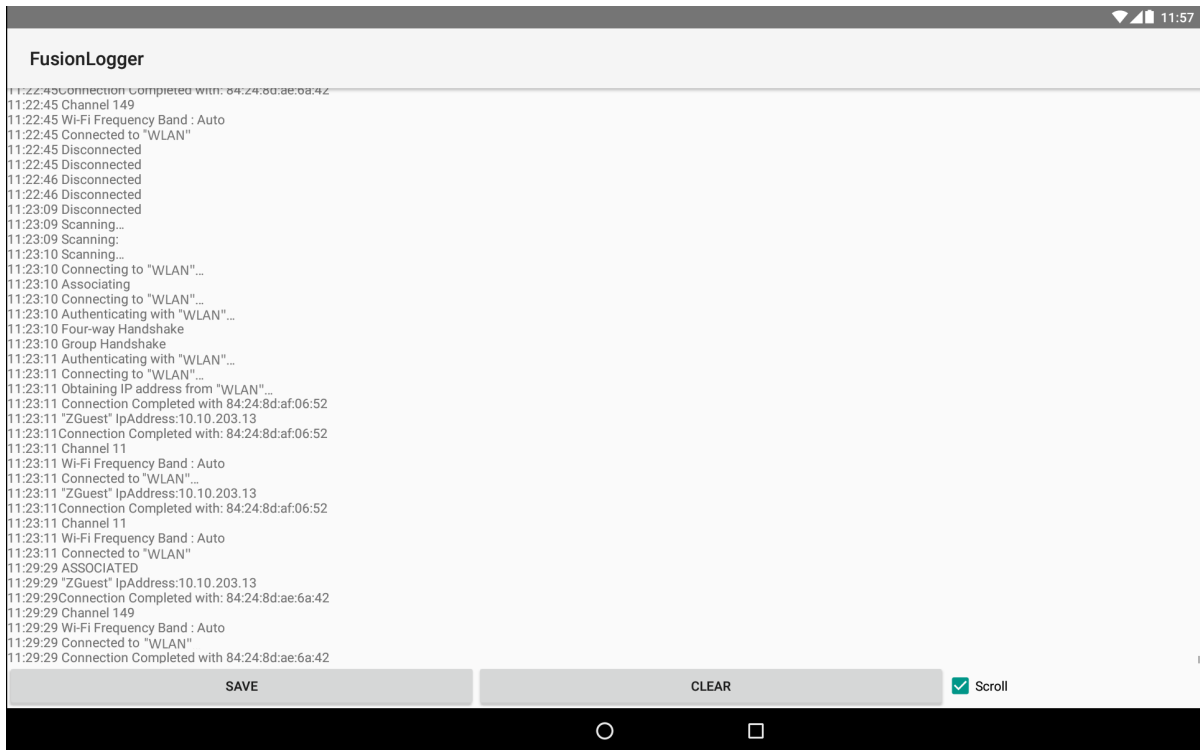 11:57
FusionLogger
11:22:45Connection Completed with: 84:24:8d:ae:6a:42
11:22:45 Channel 149
11:22:45 Wi-Fi Frequency Band : Auto
11:22:45 Connected to "WLAN"
11:22:45 Disconnected
11:22:45 Disconnected
11:22:46 Disconnected
11:22:46 Disconnected
11:23:09 Disconnected
11:23:09 Scanning...
11:23:09 Scanning:
11:23:10 Scanning...
11:23:10 Connecting to "WLAN"...
11:23:10 Associating
11:23:10 Connecting to "WLAN"...
11:23:10 Authenticating with "WLAN"...
11:23:10 Four-way Handshake
11:23:10 Group Handshake
11:23:11 Authenticating with "WLAN"...
11:23:11 Connecting to "WLAN"...
11:23:11 Obtaining IP address from "WLAN"...
11:23:11 Connection Completed with 84:24:8d:af:06:52
11:23:11 "ZGuest" IpAddress:10.10.203.13
11:23:11Connection Completed with: 84:24:8d:af:06:52
11:23:11 Channel 11
11:23:11 Wi-Fi Frequency Band : Auto
11:23:11 Connected to "WLAN"...
11:23:11 "ZGuest" IpAddress:10.10.203.13
11:23:11Connection Completed with: 84:24:8d:af:06:52
11:23:11 Channel 11
11:23:11 Wi-Fi Frequency Band : Auto
11:23:11 Connected to "WLAN"
11:29:29 ASSOCIATED
11:29:29 "ZGuest" IpAddress:10.10.203.13
11:29:29Connection Completed with: 84:24:8d:ae:6a:42
11:29:29 Channel 149
11:29:29 Wi-Fi Frequency Band : Auto
11:29:29 Connected to "WLAN"
11:29:29 Connection Completed with 84:24:8d:ae:6a:42
SAVE
CLEAR
Scroll